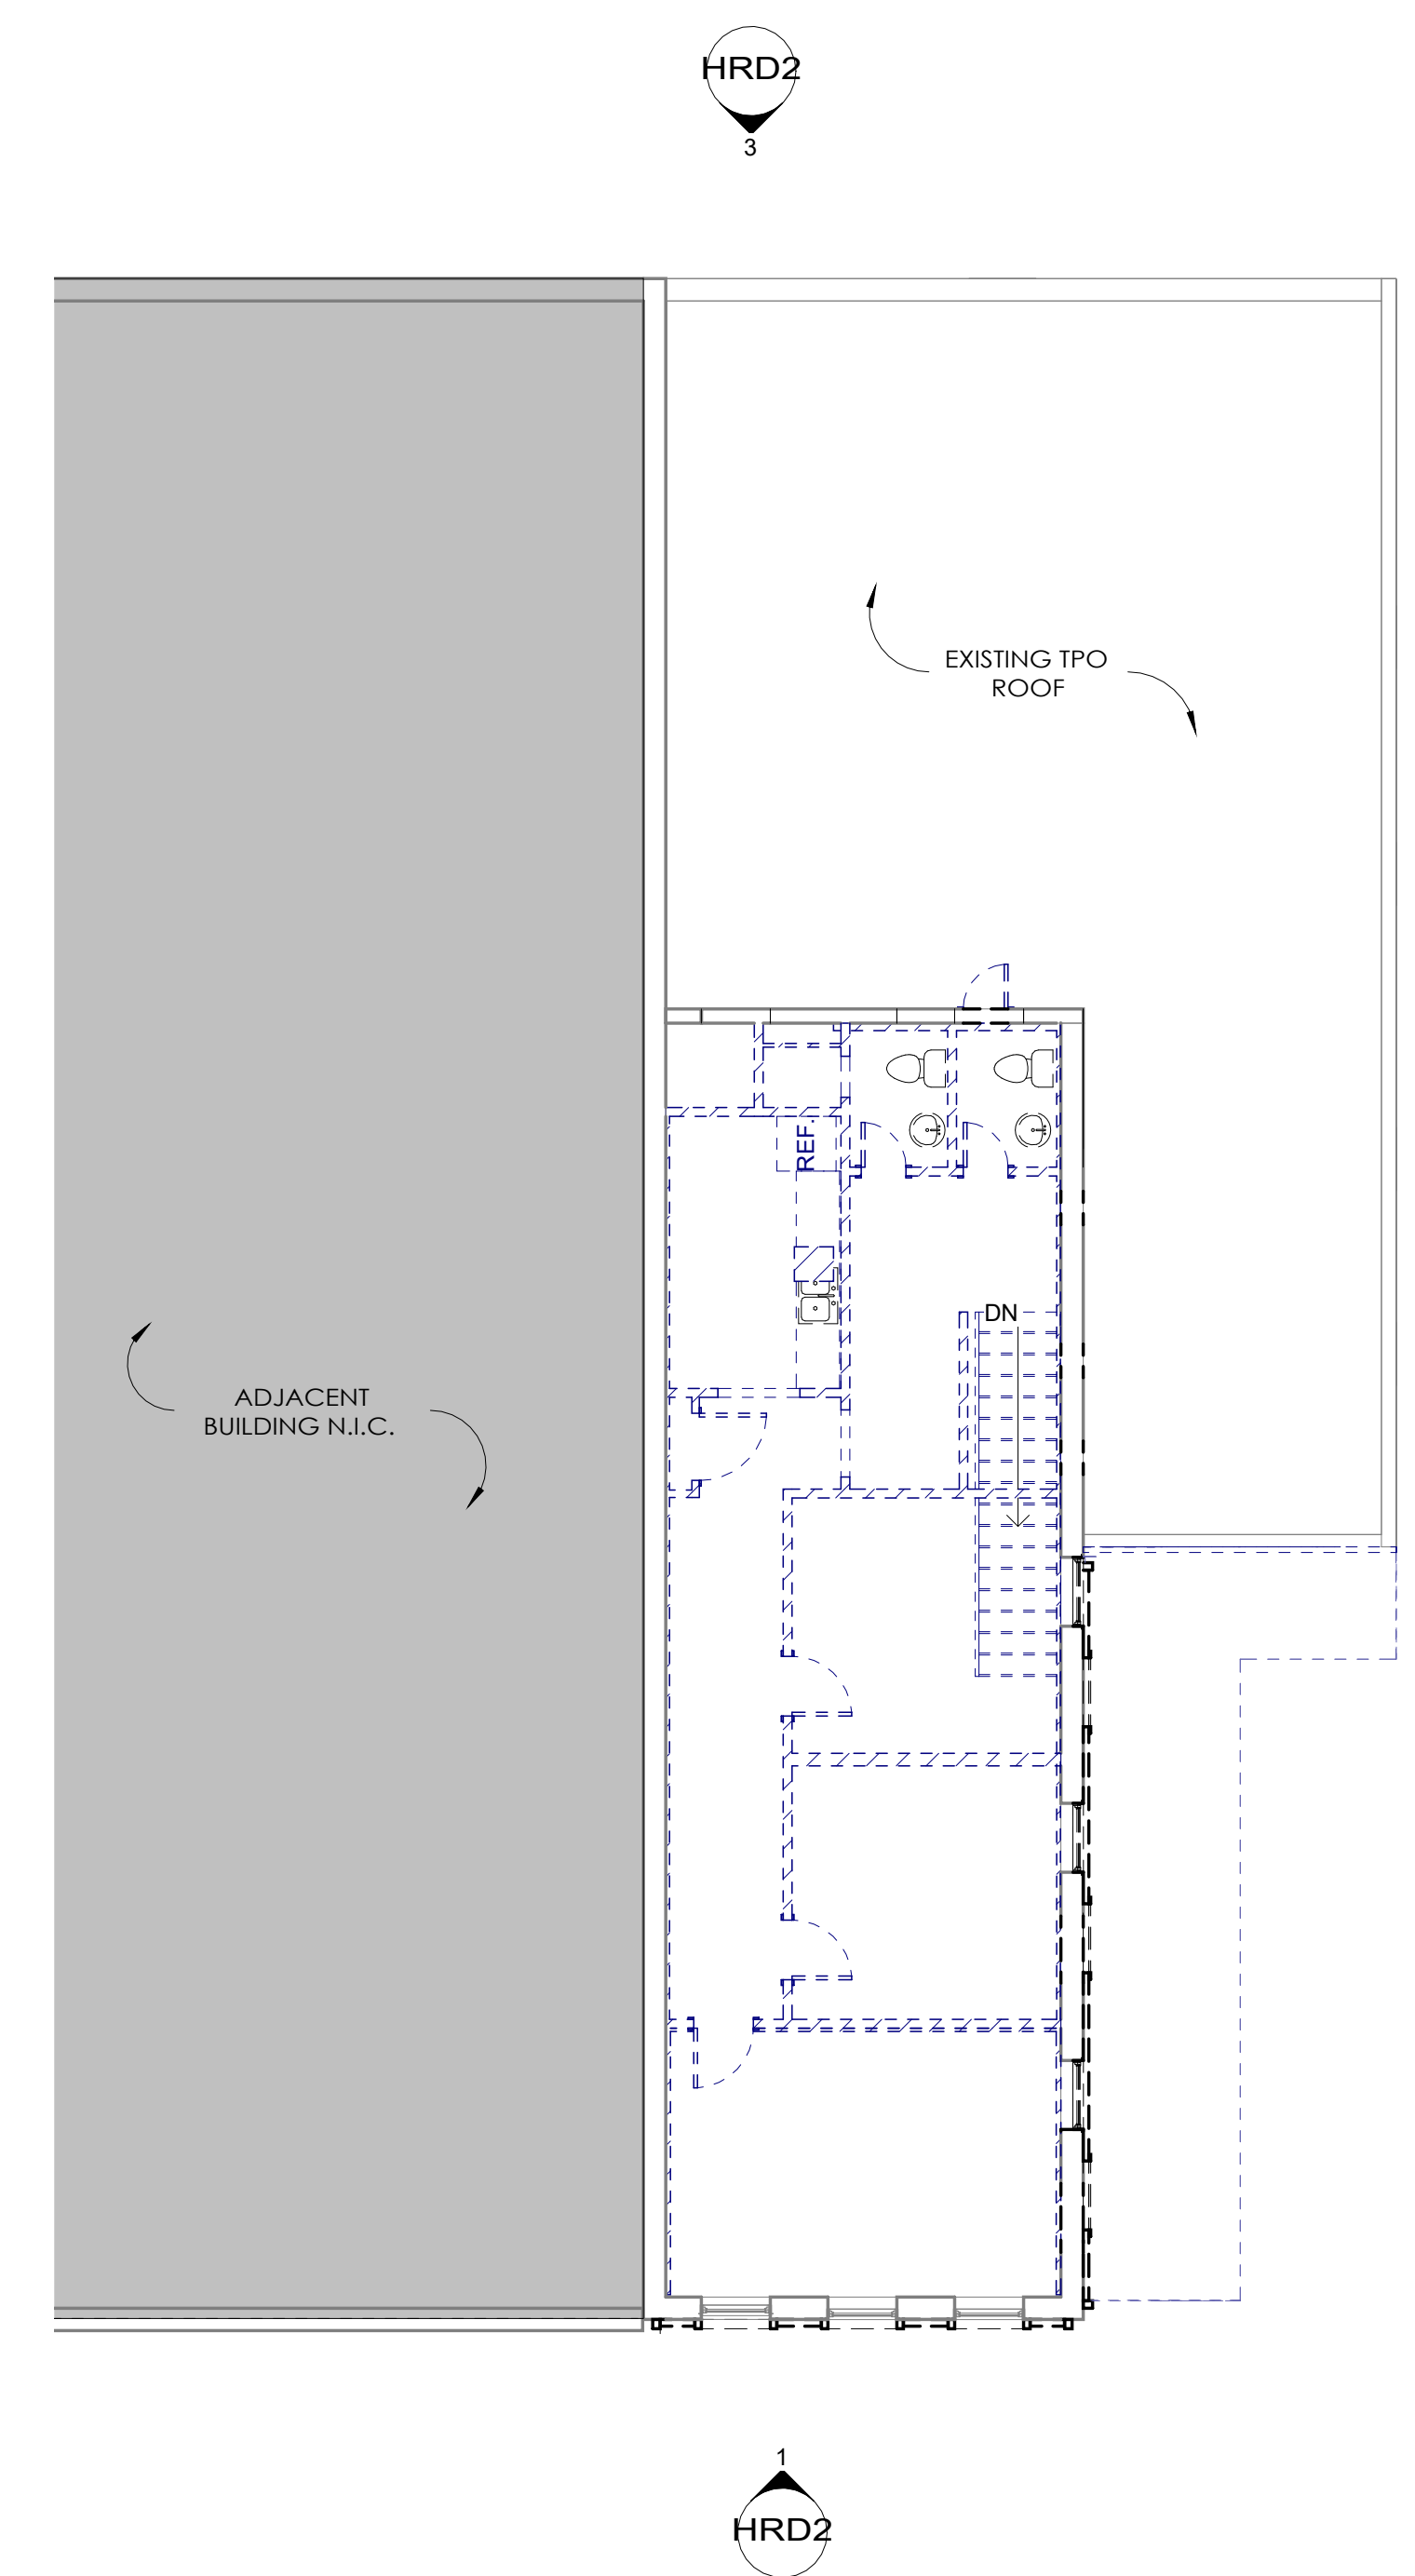 HRD2
3
EXISTING TPO
ROOF
REF.
DN
ADJACENT
BUILDING N.I.C.
1
HRD2